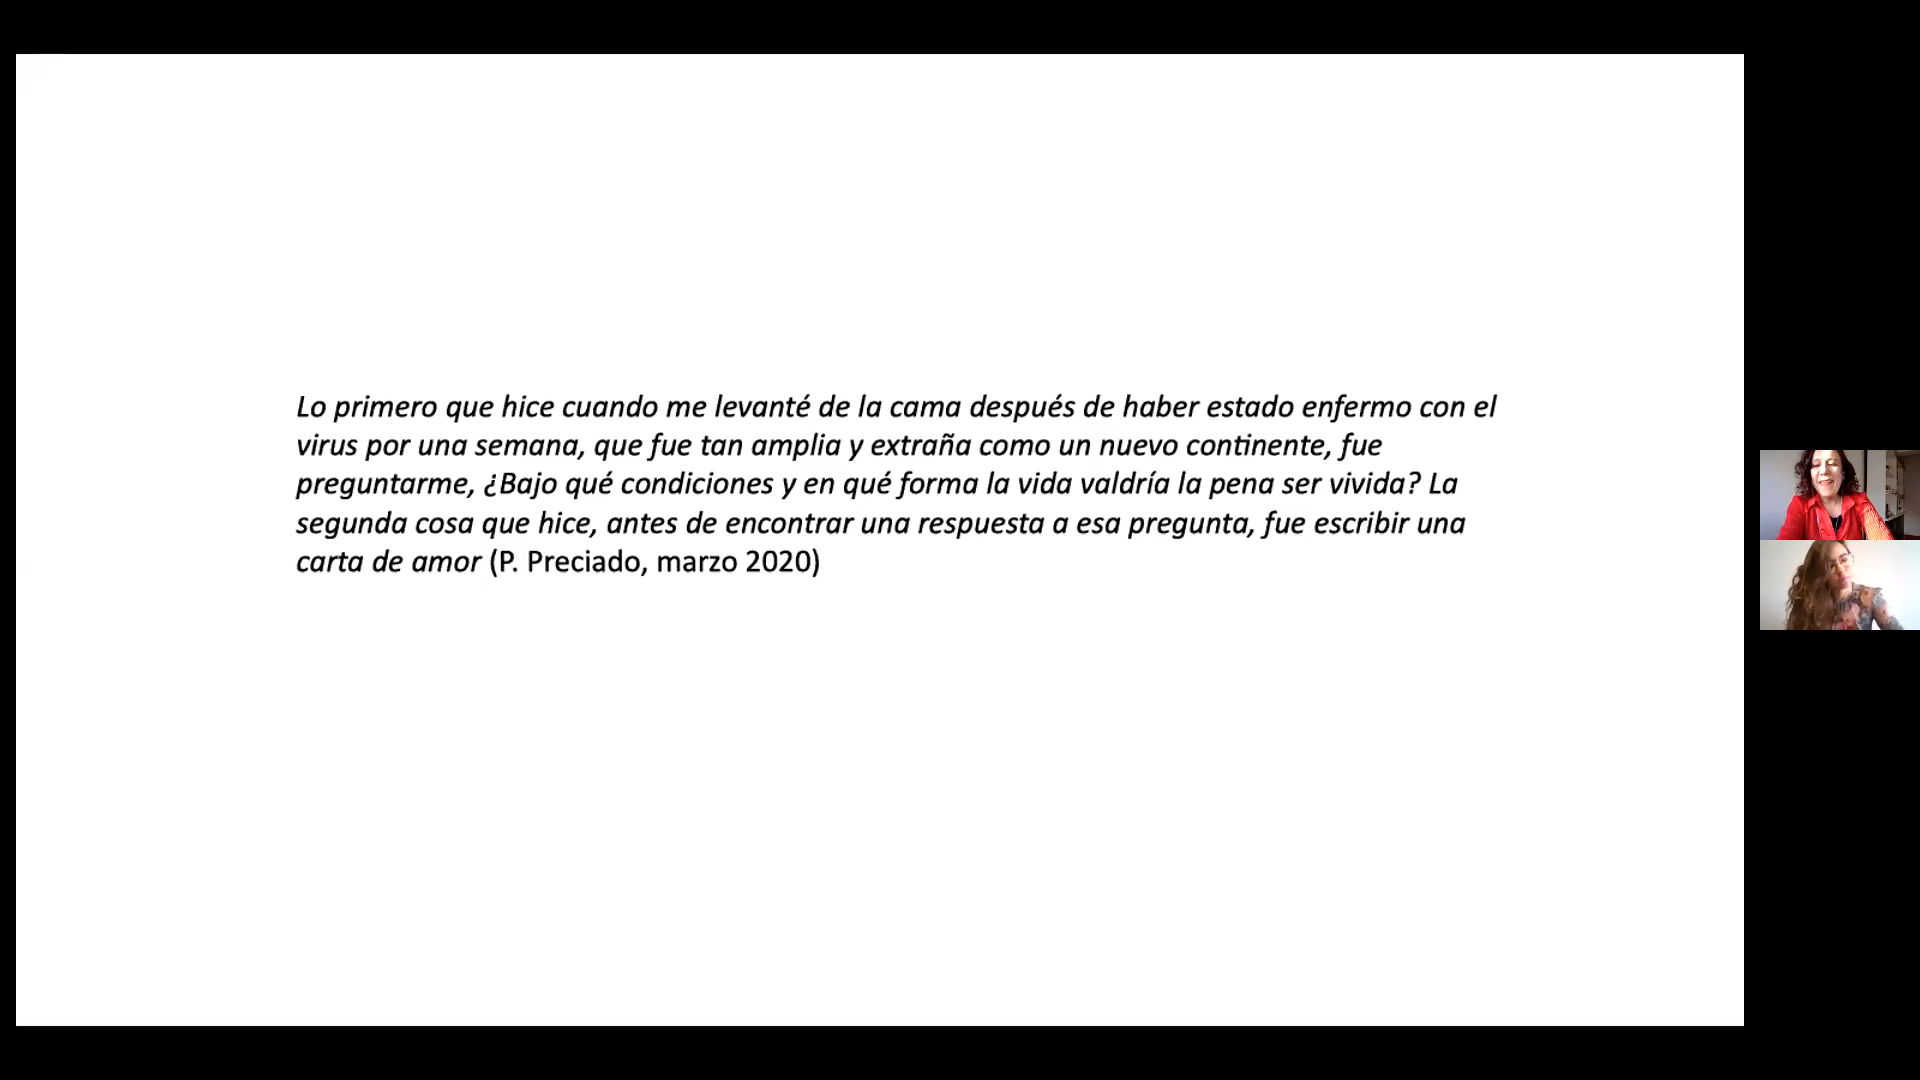 Lo primero que hice cuando me levanté de la cama después de haber estado enfermo con el
virus por una semana, que fue tan amplia y extraña como un nuevo continente, fue
preguntarme, ¿Bajo qué condiciones y en qué forma la vida valdría la pena ser vivida? La
segunda cosa que hice, antes de encontrar una respuesta a esa pregunta, fue escribir una
carta de amor (P. Preciado, marzo 2020)